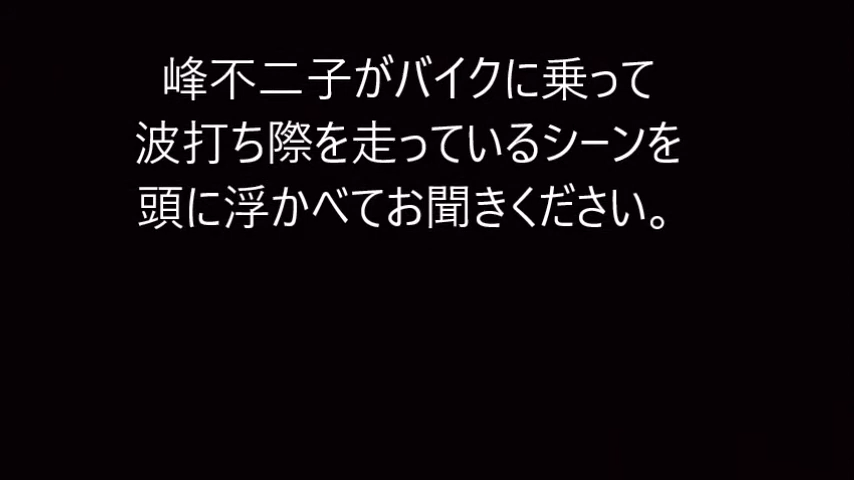 峰不二子がバイクに乗って
波打ち際を走っているシーンを
頭に浮かべてお聞きください。